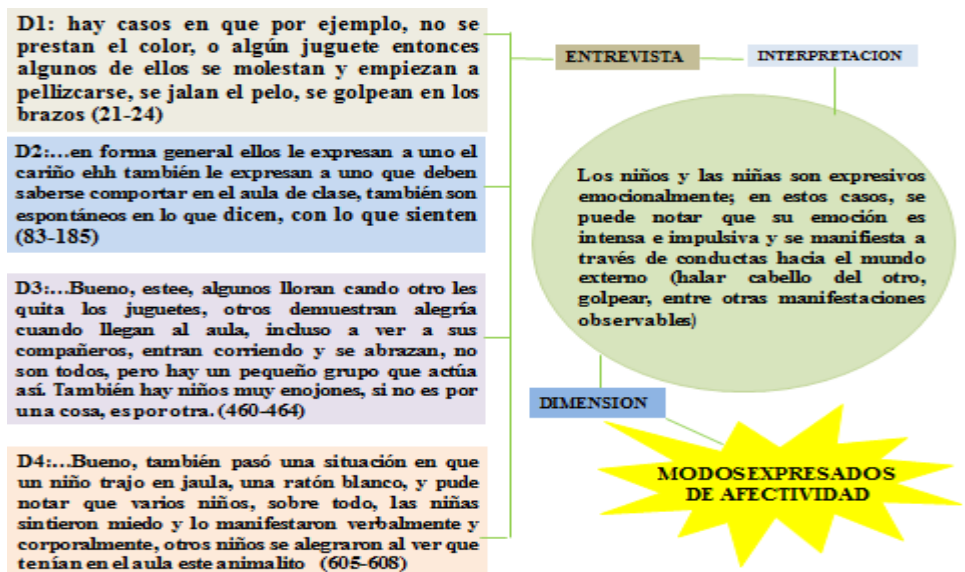 D1: hay casos en que por ejemplo, no se
prestan el color, o algún juguete entonces
algunos de ellos se molestan y empiezan a
pellizcarse, se jalan el pelo, se golpean en los
brazos (21-24)
D2:…en forma general ellos le expresan a uno el
cariño ehh también le expresan a uno que deben
saberse comportar en el aula de clase, también son
espontáneos en lo que dicen, con lo que sienten
(83-185)
D3:…Bueno, estee, algunos lloran cando otro les
quita los juguetes, otros demuestran alegría
cuando llegan al aula, incluso a ver a sus
compañeros, entran corriendo y se abrazan, no
son todos, pero hay un pequeño grupo que actúa
así. También hay niños muy enojones, si no es por
una cosa, es por otra. (460-464)
D4:…Bueno, también pasó una situación en que
un niño trajo en jaula, una ratón blanco, y pude
notar que varios niños, sobre todo, las niñas
sintieron miedo y lo manifestaron verbalmente y
corporalmente, otros niños se alegraron al ver que
tenían en el aula este animalito (605-608)
ENTREVISTA
INTERPRETACION
Los niños y las niñas son expresivos
emocionalmente; en estos casos, se
puede notar que su emoción es
intensa e impulsiva y se manifiesta a
través de conductas hacia el mundo
externo (halar cabello del otro,
golpear, entre otras manifestaciones
observables)
DIMENSION
MODOS EXPRESADOS
DE AFECTIVIDAD